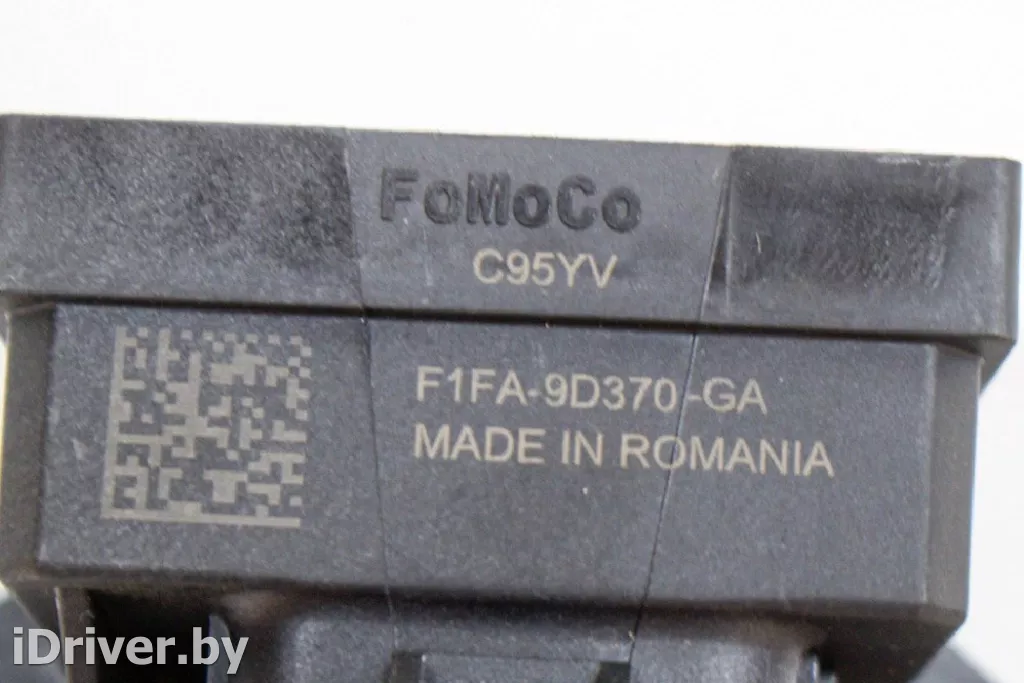 FoMoCo
C95YV
F1FA-9D370-GA
MADE IN ROMANIA
iDriver.by